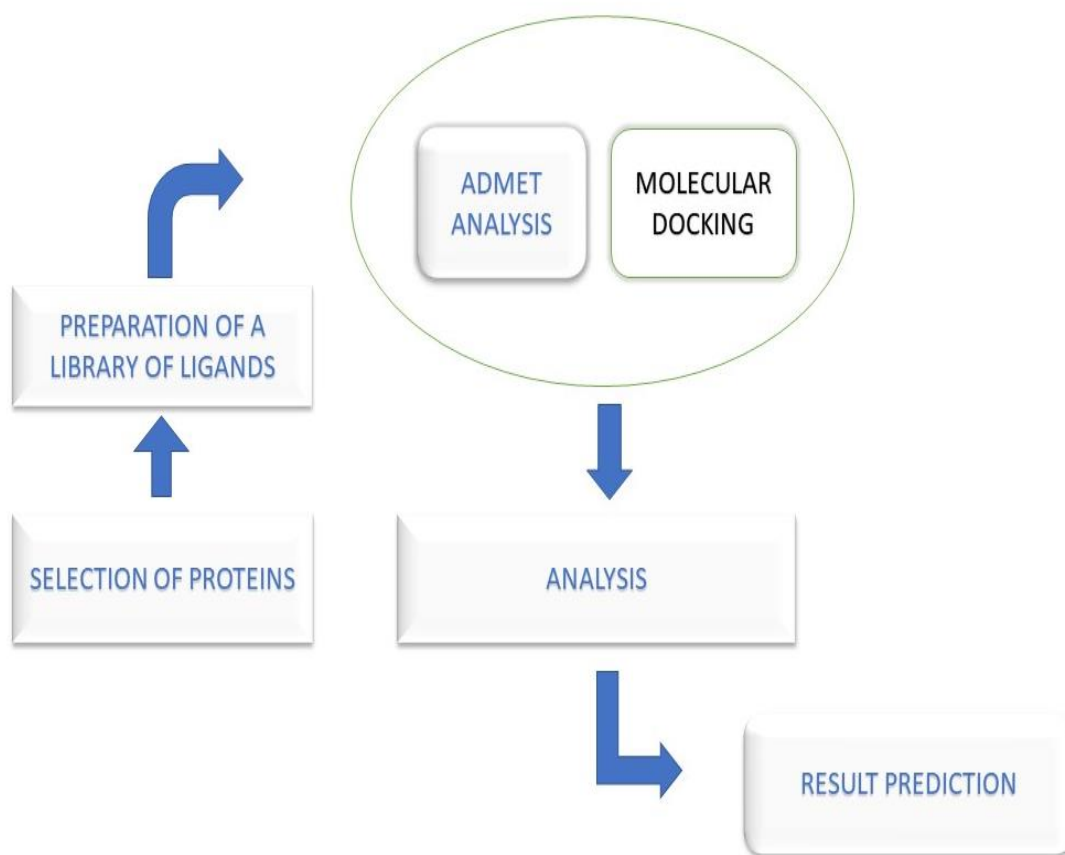 SELECTION OF PROTEINS
PREPARATION OF A
LIBRARY OF LIGANDS
ADMET
ANALYSIS
MOLECULAR
DOCKING
ANALYSIS
RESULT PREDICTION